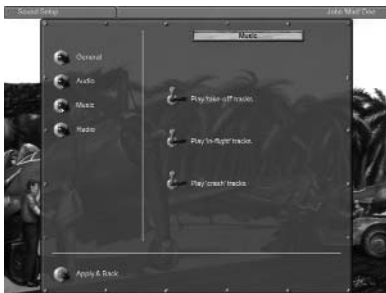 Sound Setup
John 'Mad' Doe
Music
General
Audio
Music
Radio
Play 'take-off' tracks
Play 'in-flight' tracks
Play 'crash' tracks
Apply & Back